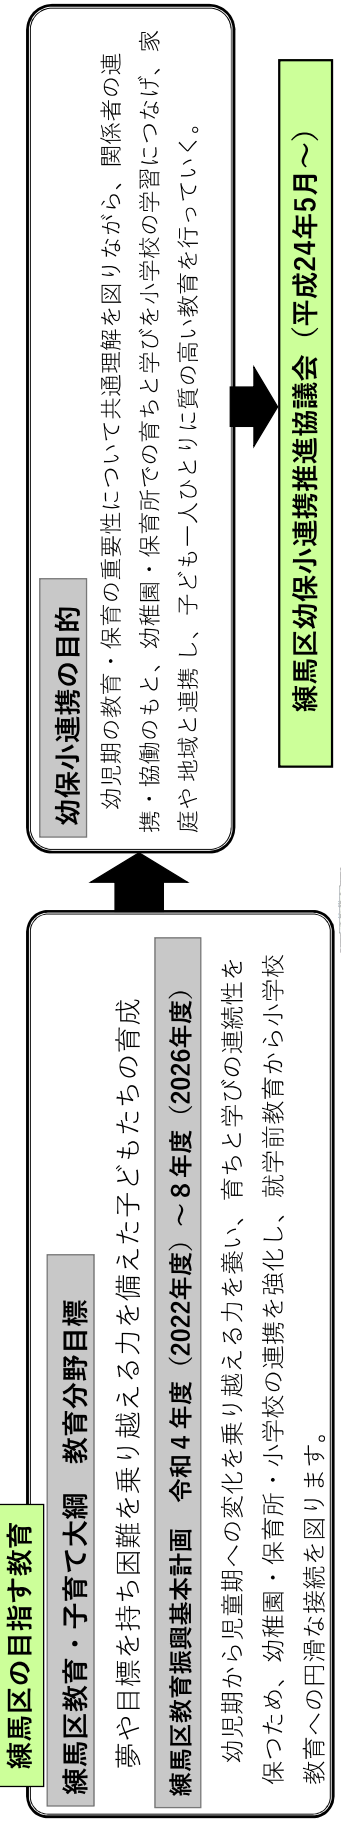 練馬区の目指す教育
練馬区教育・子育て大綱　教育分野目標
夢や目標を持ち困難を乗り越える力を備えた子どもたちの育成
練馬区教育振興基本計画　令和４年度（2022年度）～８年度（2026年度）
幼児期から児童期への変化を乗り越える力を養い、育ちと学びの連続性を
保つため、幼稚園・保育所・小学校の連携を強化し、就学前教育から小学校
教育への円滑な接続を図ります。
幼保小連携の目的
幼児期の教育・保育の重要性について共通理解を図りながら、関係者の連
携・協働のもと、幼稚園・保育所での育ちと学びを小学校の学習につなげ、家
庭や地域と連携し、子ども一人ひとりに質の高い教育を行っていく。
練馬区幼保小連携推進協議会（平成24年5月～）